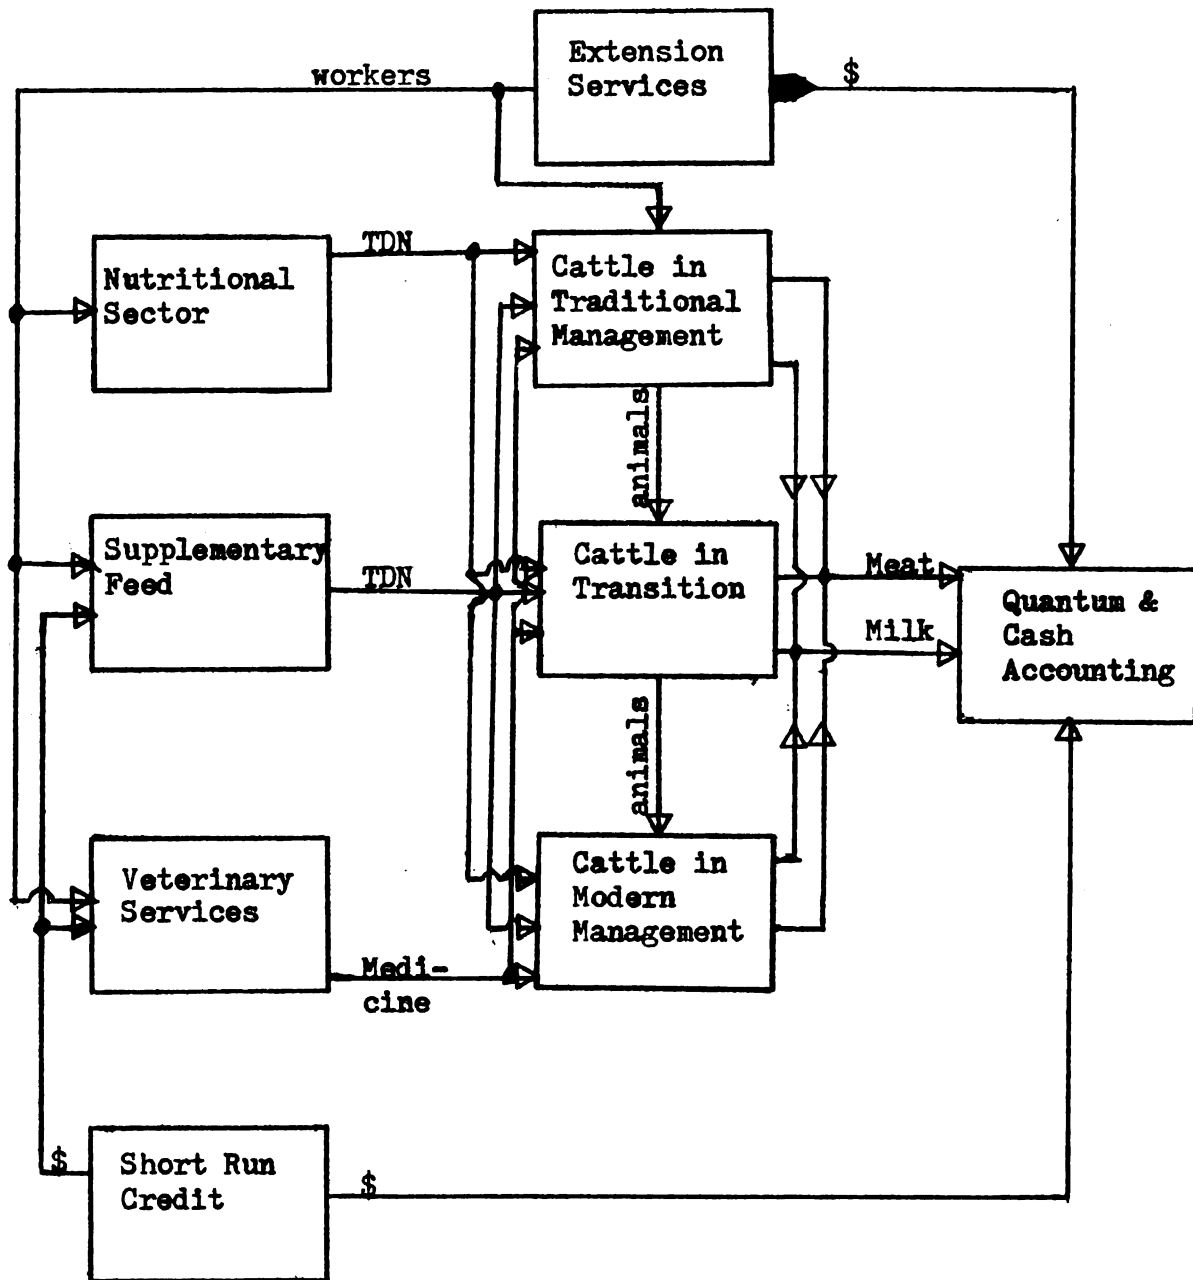 Extension
Services
workers
$
Nutritional
Sector
TDN
Cattle in
Traditional
Management
animals
Supplementary
Feed
TDN
Cattle in
Transition
Meat
Milk
Quantum &
Cash
Accounting
animals
Veterinary
Services
Medi-
cine
Cattle in
Modern
Management
$
Short Run
Credit
$